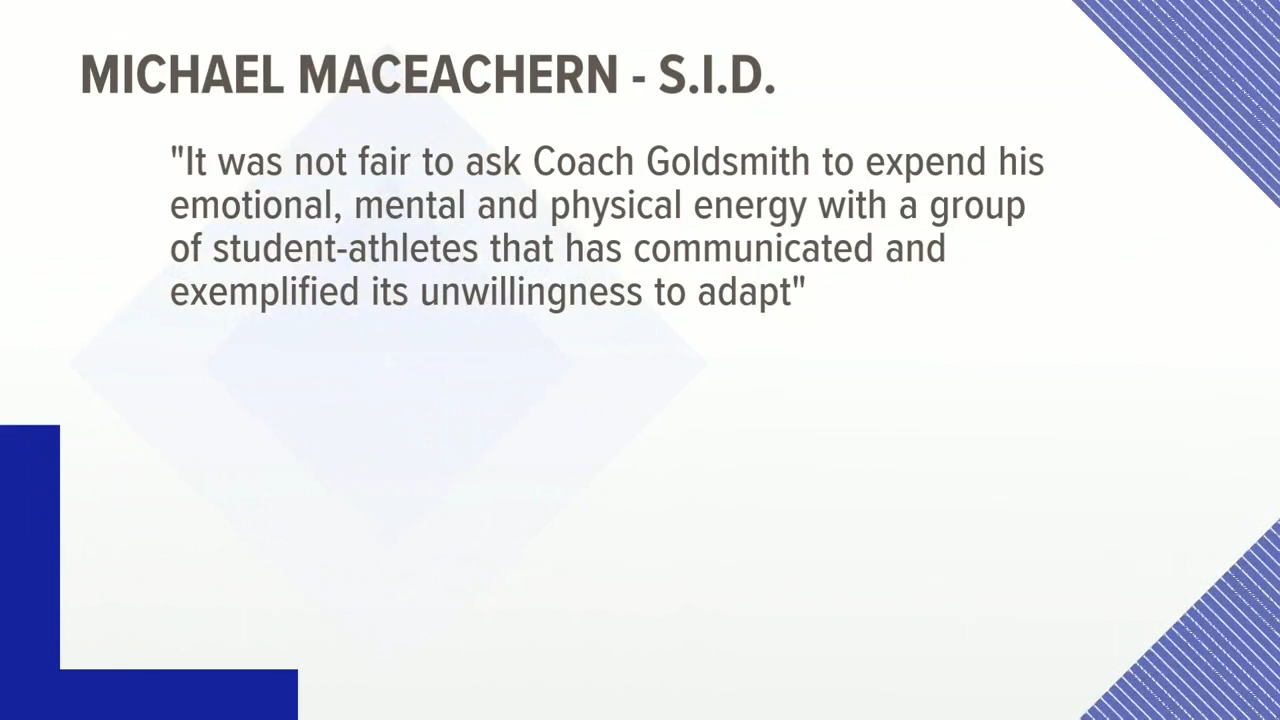 MICHAEL MACEACHERN - S.I.D.
"It was not fair to ask Coach Goldsmith to expend his
emotional, mental and physical energy with a group
of student-athletes that has communicated and
exemplified its unwillingness to adapt"